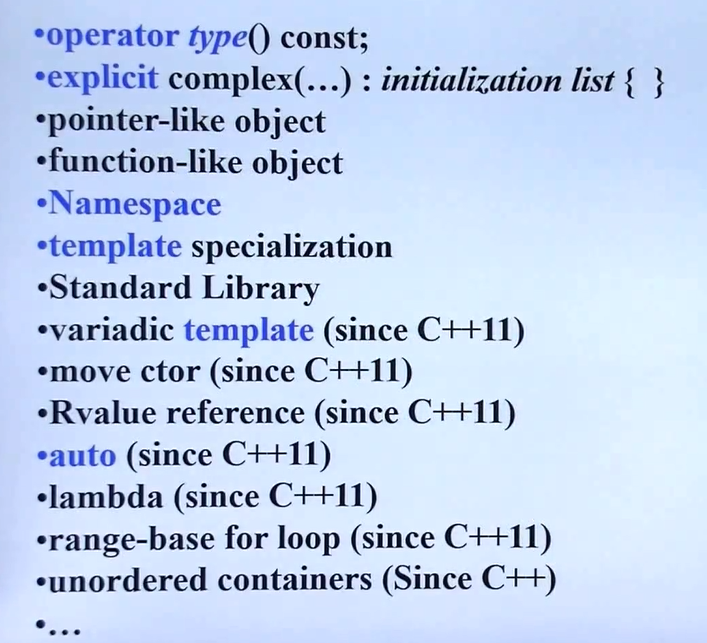 •operator type() const;
•explicit complex(…) : initialization list { }
•pointer-like object
•function-like object
•Namespace
•template specialization
•Standard Library
•variadic template (since C++11)
•move ctor (since C++11)
•Rvalue reference (since C++11)
•auto (since C++11)
•lambda (since C++11)
•range-base for loop (since C++11)
•unordered containers (Since C++)
•…